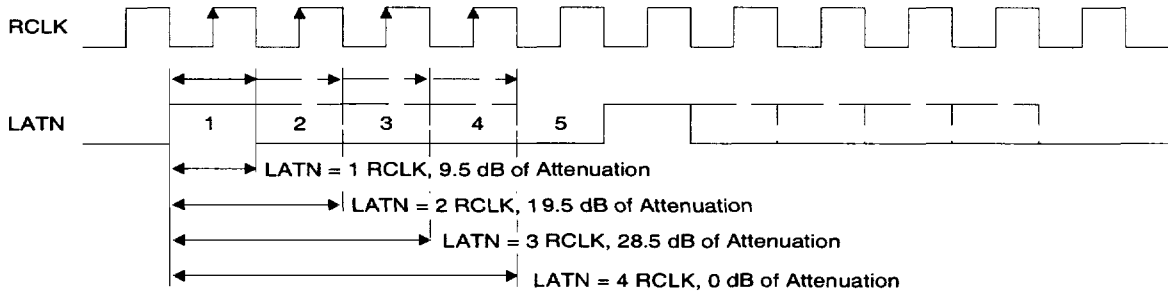 RCLK
LATN
1 2 3 4 5
LATN = 1 RCLK, 9.5 dB of Attenuation
LATN = 2 RCLK, 19.5 dB of Attenuation
LATN = 3 RCLK, 28.5 dB of Attenuation
LATN = 4 RCLK, 0 dB of Attenuation